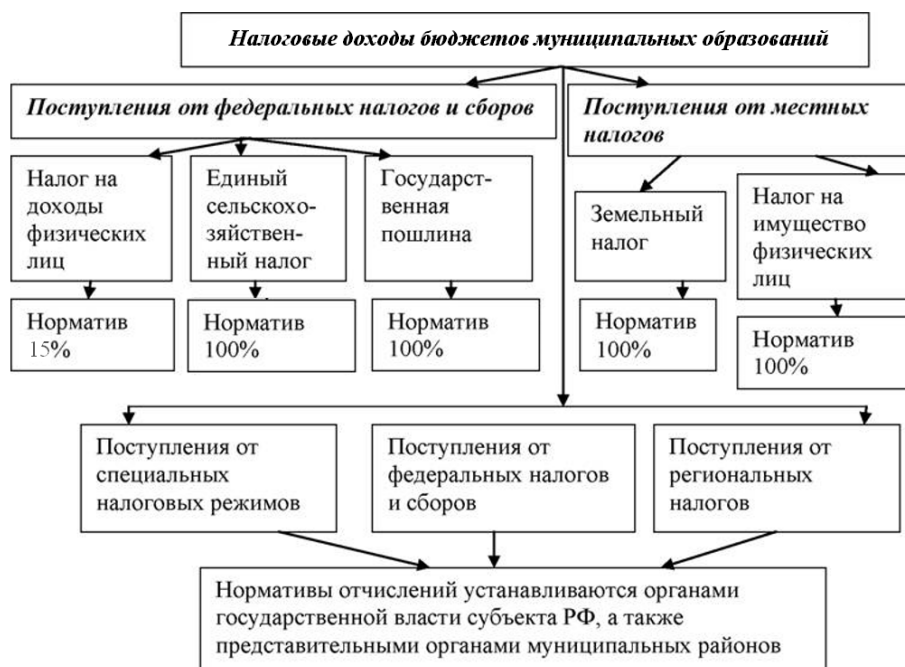 Налоговые доходы бюджетов муниципальных образований
Поступления от федеральных налогов и сборов
Поступления от местных
налогов
Налог на
доходы
физических
лиц
Единый
сельскохо-
зяйствен-
ный налог
Государст-
венная
пошлина
Земельный
налог
Налог на
имущество
физических
лиц
Норматив
15%
Норматив
100%
Норматив
100%
Норматив
100%
Норматив
100%
Поступления от
специальных
налоговых режимов
Поступления от
федеральных налогов
и сборов
Поступления от
региональных
налогов
Нормативы отчислений устанавливаются органами
государственной власти субъекта РФ, а также
представительными органами муниципальных районов